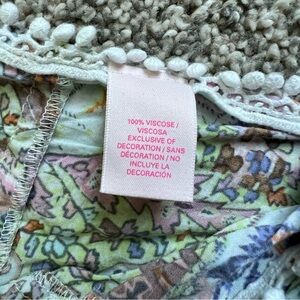 100% VISCOSE /
VISCOSA
EXCLUSIVE OF
DECORATION / SANS
DÉCORATION / NO
INCLUYE LA
DECORACIÓN